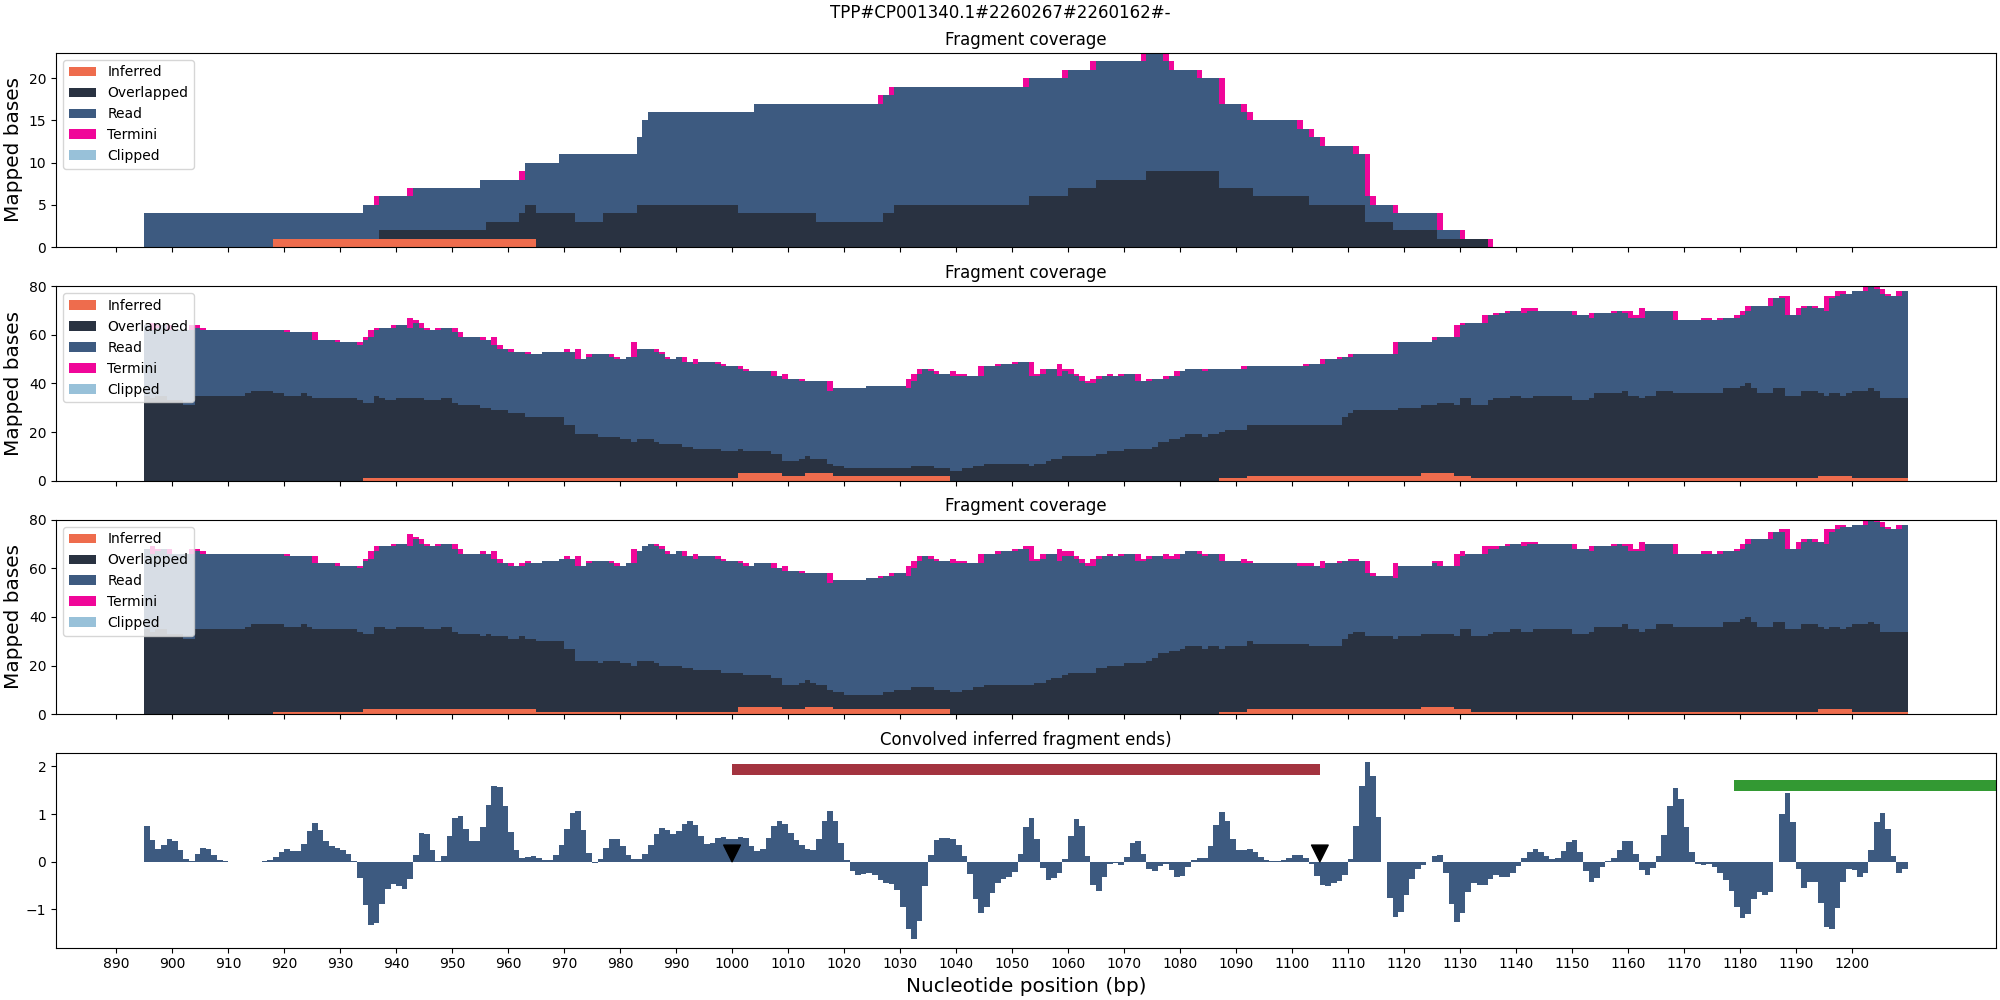 TPP#CP001340.1#2260267#2260162#-
Fragment coverage
Mapped bases
20
15
10
5
0
Inferred
Overlapped
Read
Termini
Clipped
Fragment coverage
Mapped bases
80
60
40
20
0
Inferred
Overlapped
Read
Termini
Clipped
Fragment coverage
Mapped bases
80
60
40
20
0
Inferred
Overlapped
Read
Termini
Clipped
Convolved inferred fragment ends)
2
1
0
−1
890 900 910 920 930 940 950 960 970 980 990 1000 1010 1020 1030 1040 1050 1060 1070 1080 1090 1100 1110 1120 1130 1140 1150 1160 1170 1180 1190 1200
Nucleotide position (bp)